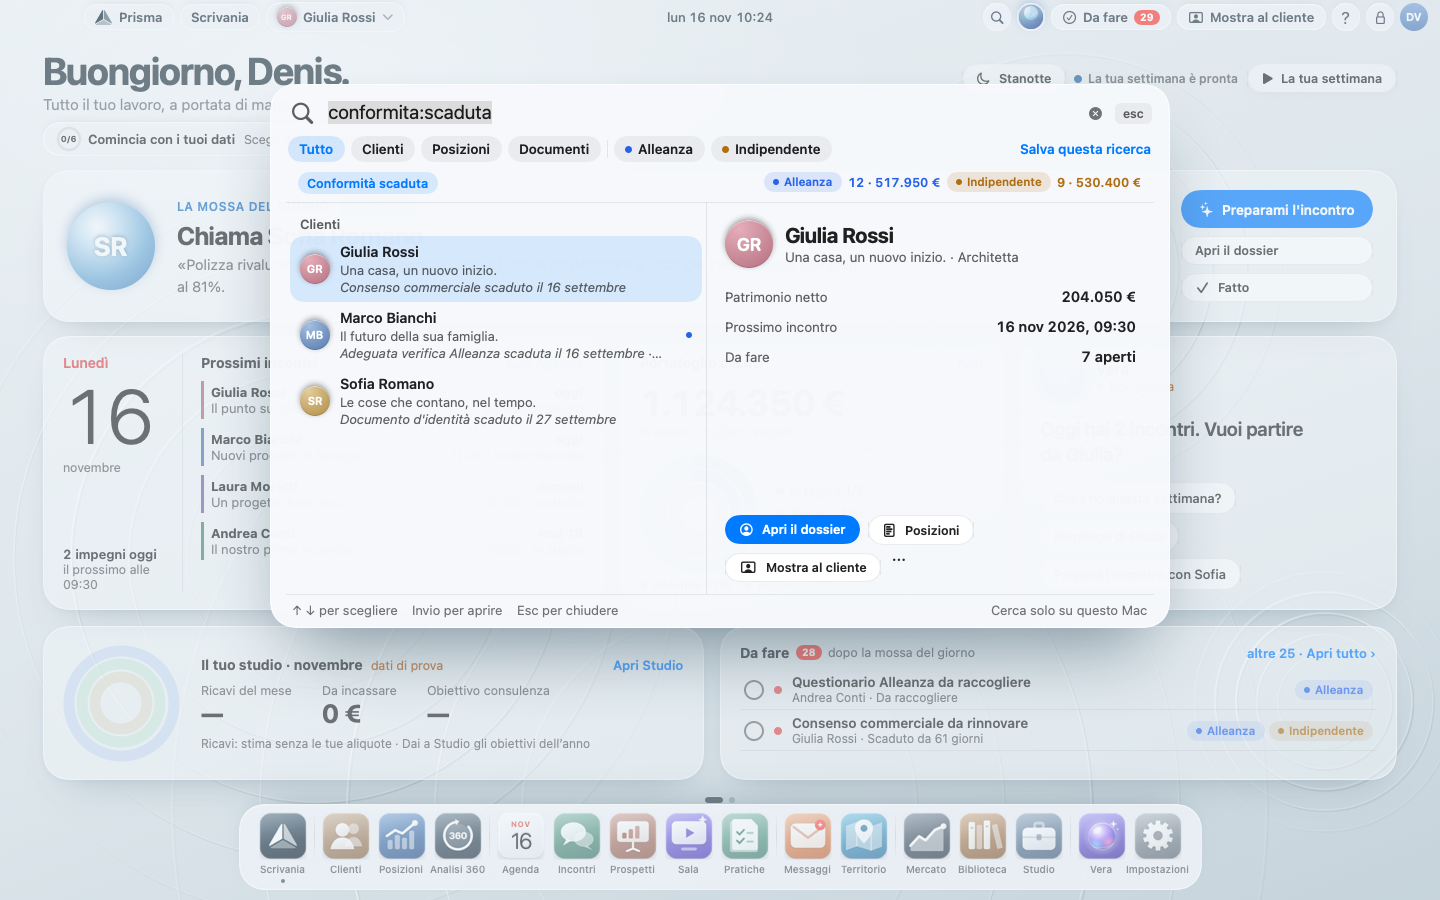 Prisma
Scrivania
GR Giulia Rossi
lun 16 nov 10:24
Da fare 29
Mostra al cliente
?
DV
Buongiorno, Denis.
Tutto il tuo lavoro, a portata di ma
Stanotte
La tua settimana è pronta
La tua settimana
0/6 Comincia con i tuoi dati
conformita:scaduta
esc
Tutto
Clienti
Posizioni
Documenti
Alleanza
Indipendente
Salva questa ricerca
Conformità scaduta
Alleanza 12 · 517.950 €
Indipendente 9 · 530.400 €
Clienti
GR
Giulia Rossi
Una casa, un nuovo inizio.
Consenso commerciale scaduto il 16 settembre
MB
Marco Bianchi
Il futuro della sua famiglia.
Adeguata verifica Alleanza scaduta il 16 settembre ·…
SR
Sofia Romano
Le cose che contano, nel tempo.
Documento d'identità scaduto il 27 settembre
GR
Giulia Rossi
Una casa, un nuovo inizio. · Architetta
Patrimonio netto 204.050 €
Prossimo incontro 16 nov 2026, 09:30
Da fare 7 aperti
Apri il dossier
Posizioni
Mostra al cliente
…
↑ ↓ per scegliere
Invio per aprire
Esc per chiudere
Cerca solo su questo Mac
SR
LA MOSSA DEL
Chiama
«Polizza rivalu
al 81%.
Preparami l'incontro
Apri il dossier
Fatto
Lunedì
16
novembre
2 impegni oggi
il prossimo alle
09:30
Prossimi
Giulia Ros
Il punto su
Marco Bia
Nuovi pro
Laura Mo
Un proget
Andrea C
Il nostro p
1.124.350 €
Vuoi partire
ttimana?
con Sofia
Il tuo studio · novembre dati di prova
Apri Studio
Ricavi del mese
—
Da incassare
0 €
Obiettivo consulenza
—
Ricavi: stima senza le tue aliquote · Dai a Studio gli obiettivi dell'anno
Da fare 28 dopo la mossa del giorno
altre 25 · Apri tutto ›
Questionario Alleanza da raccogliere
Andrea Conti · Da raccogliere
Alleanza
Consenso commerciale da rinnovare
Giulia Rossi · Scaduto da 61 giorni
Alleanza
Indipendente
360
NOV
16
Scrivania
Clienti
Posizioni
Analisi 360
Agenda
Incontri
Prospetti
Sala
Pratiche
Messaggi
Territorio
Mercato
Biblioteca
Studio
Vera
Impostazioni